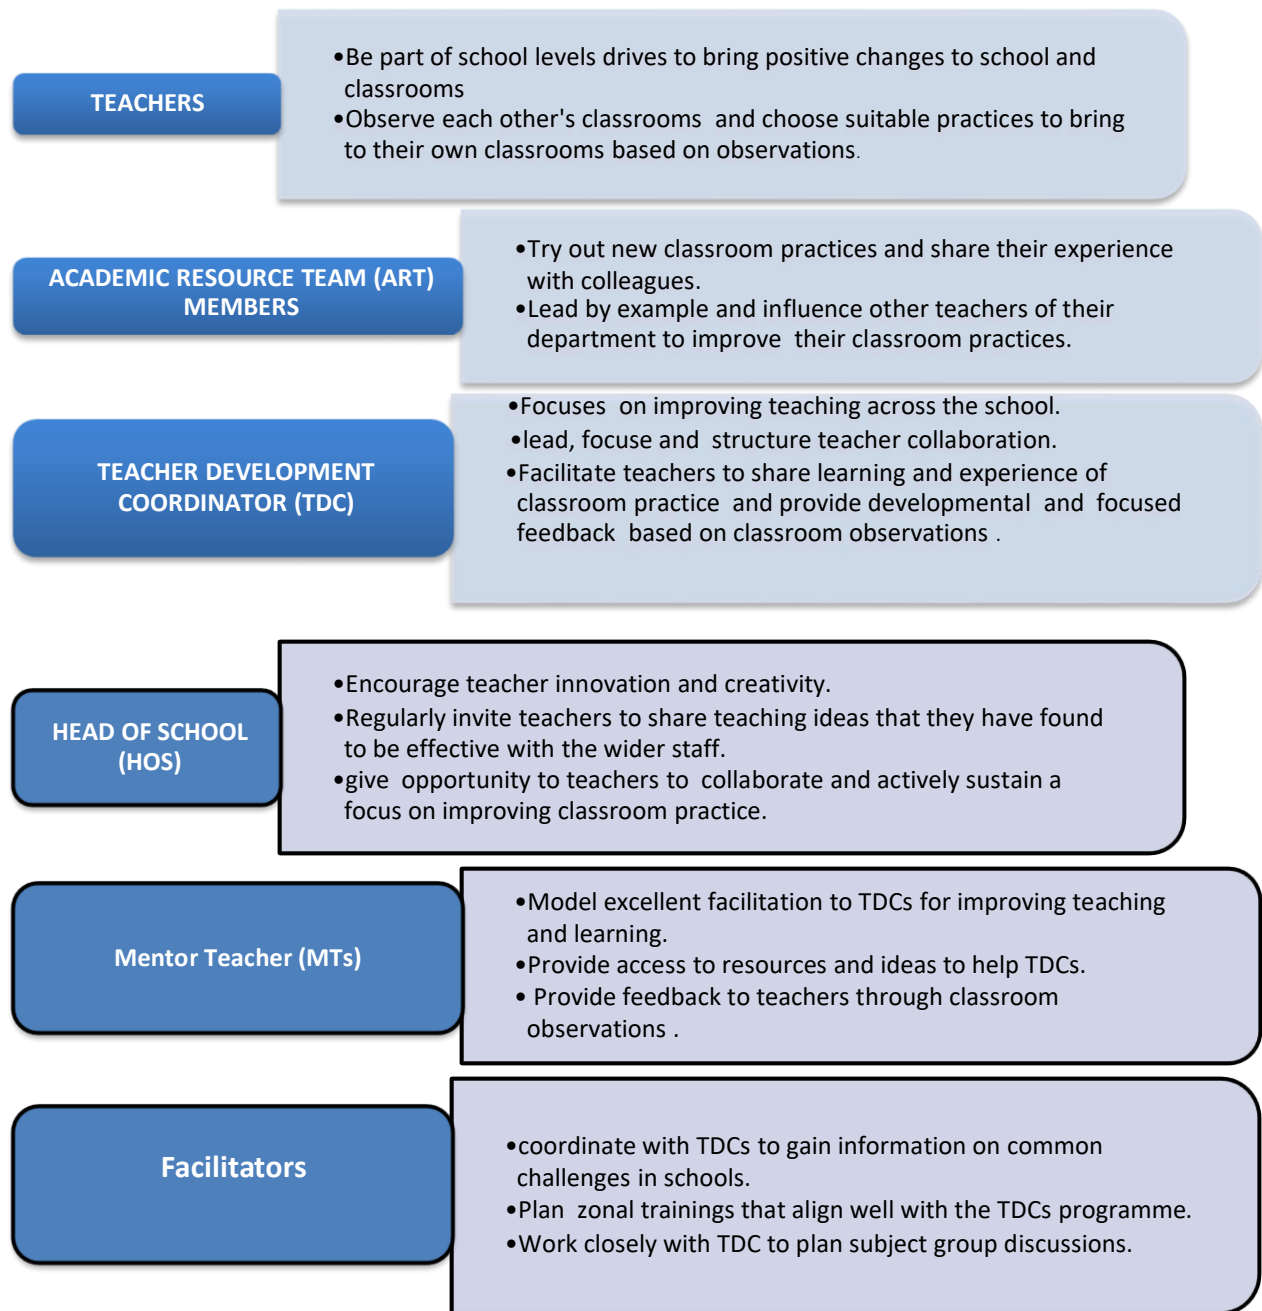 TEACHERS
•Be part of school levels drives to bring positive changes to school and
classrooms
•Observe each other's classrooms and choose suitable practices to bring
to their own classrooms based on observations.
ACADEMIC RESOURCE TEAM (ART)
MEMBERS
•Try out new classroom practices and share their experience
with colleagues.
•Lead by example and influence other teachers of their
department to improve their classroom practices.
TEACHER DEVELOPMENT
COORDINATOR (TDC)
•Focuses on improving teaching across the school.
•lead, focuse and structure teacher collaboration.
•Facilitate teachers to share learning and experience of
classroom practice and provide developmental and focused
feedback based on classroom observations .
HEAD OF SCHOOL
(HOS)
•Encourage teacher innovation and creativity.
•Regularly invite teachers to share teaching ideas that they have found
to be effective with the wider staff.
•give opportunity to teachers to collaborate and actively sustain a
focus on improving classroom practice.
Mentor Teacher (MTs)
•Model excellent facilitation to TDCs for improving teaching
and learning.
•Provide access to resources and ideas to help TDCs.
• Provide feedback to teachers through classroom
observations .
Facilitators
•coordinate with TDCs to gain information on common
challenges in schools.
•Plan zonal trainings that align well with the TDCs programme.
•Work closely with TDC to plan subject group discussions.